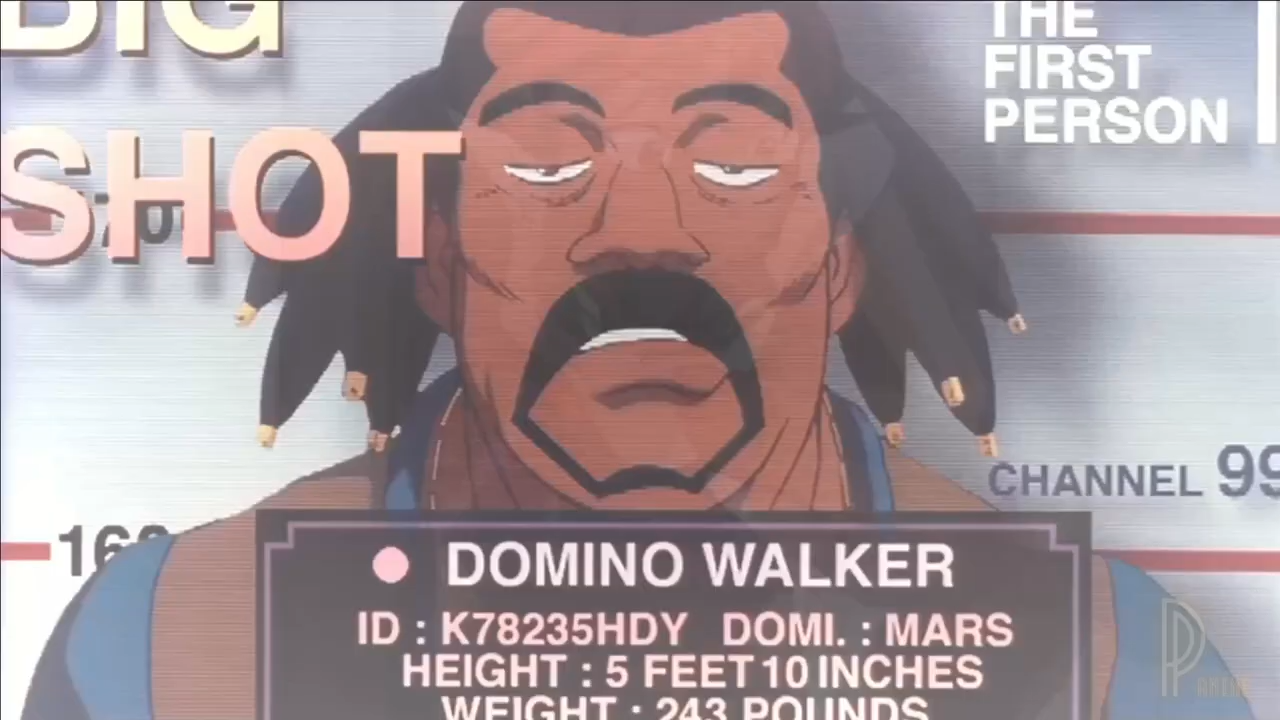 BIG
SHOT
THE
FIRST
PERSON
CHANNEL 99
DOMINO WALKER
ID : K78235HDY DOMI. : MARS
HEIGHT : 5 FEET 10 INCHES
WEIGHT : 243 POUNDS